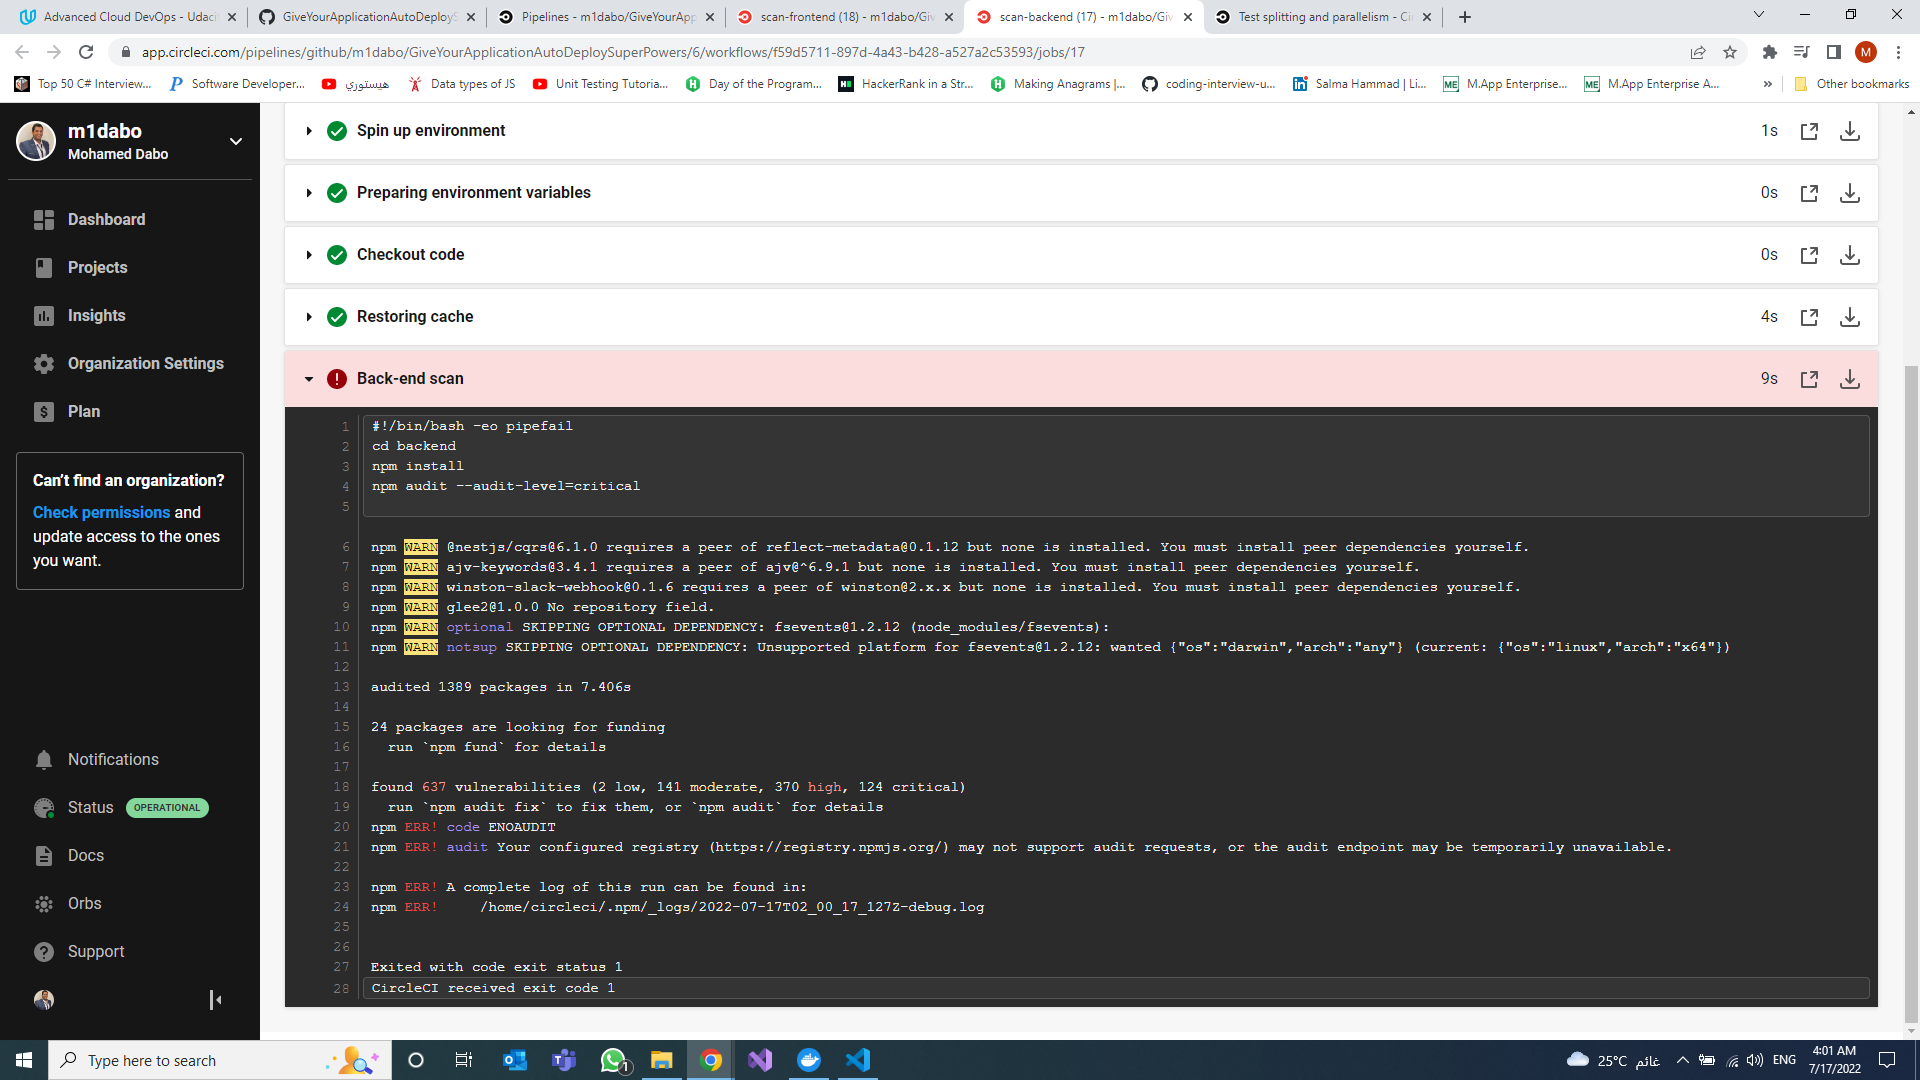 Advanced Cloud DevOps - Udaci
GiveYourApplicationAutoDeployS
Pipelines - m1dabo/GiveYourApp
scan-frontend (18) - m1dabo/Giv
scan-backend (17) - m1dabo/Giv
Test splitting and parallelism - Ci
app.circleci.com/pipelines/github/m1dabo/GiveYourApplicationAutoDeploySuperPowers/6/workflows/f59d5711-897d-4a43-b428-a527a2c53593/jobs/17
M
Top 50 C# Interview...
Software Developer...
هيستوري
Data types of JS
Unit Testing Tutoria...
Day of the Program...
HackerRank in a Str...
Making Anagrams |...
coding-interview-u...
Salma Hammad | Li...
M.App Enterprise...
M.App Enterprise A...
»
Other bookmarks
m1dabo
Mohamed Dabo
Dashboard
Projects
Insights
Organization Settings
Plan
Can't find an organization?
Check permissions and
update access to the ones
you want.
Notifications
Status OPERATIONAL
Docs
Orbs
Support
Spin up environment 1s
Preparing environment variables 0s
Checkout code 0s
Restoring cache 4s
Back-end scan 9s
1 #!/bin/bash -eo pipefail
2 cd backend
3 npm install
4 npm audit --audit-level=critical
5
6 npm WARN @nestjs/cqrs@6.1.0 requires a peer of reflect-metadata@0.1.12 but none is installed. You must install peer dependencies yourself.
7 npm WARN ajv-keywords@3.4.1 requires a peer of ajv@^6.9.1 but none is installed. You must install peer dependencies yourself.
8 npm WARN winston-slack-webhook@0.1.6 requires a peer of winston@2.x.x but none is installed. You must install peer dependencies yourself.
9 npm WARN glee2@1.0.0 No repository field.
10 npm WARN optional SKIPPING OPTIONAL DEPENDENCY: fsevents@1.2.12 (node_modules/fsevents):
11 npm WARN notsup SKIPPING OPTIONAL DEPENDENCY: Unsupported platform for fsevents@1.2.12: wanted {"os":"darwin","arch":"any"} (current: {"os":"linux","arch":"x64"})
12
13 audited 1389 packages in 7.406s
14
15 24 packages are looking for funding
16 run `npm fund` for details
17
18 found 637 vulnerabilities (2 low, 141 moderate, 370 high, 124 critical)
19 run `npm audit fix` to fix them, or `npm audit` for details
20 npm ERR! code ENOAUDIT
21 npm ERR! audit Your configured registry (https://registry.npmjs.org/) may not support audit requests, or the audit endpoint may be temporarily unavailable.
22
23 npm ERR! A complete log of this run can be found in:
24 npm ERR! /home/circleci/.npm/_logs/2022-07-17T02_00_17_127Z-debug.log
25
26
27 Exited with code exit status 1
28 CircleCI received exit code 1
Type here to search
1
25°C غائم
ENG
4:01 AM
7/17/2022